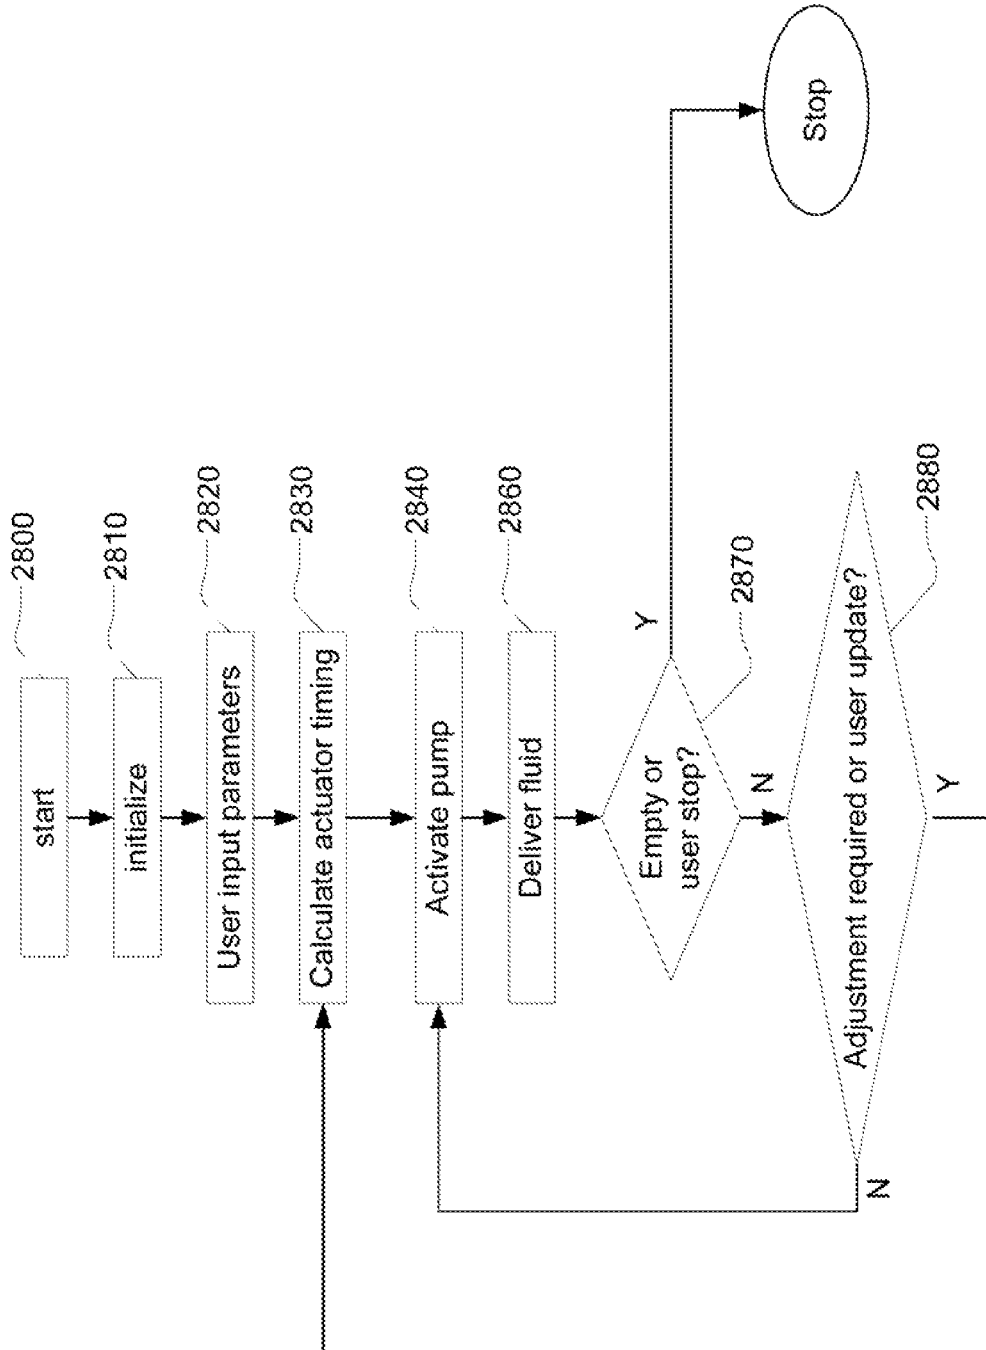 start
2800
initialize
2810
User input parameters
2820
Calculate actuator timing
2830
Activate pump
2840
Deliver fluid
2860
Empty or
user stop?
2870
Y
Stop
N
Adjustment required or user update?
2880
N
Y